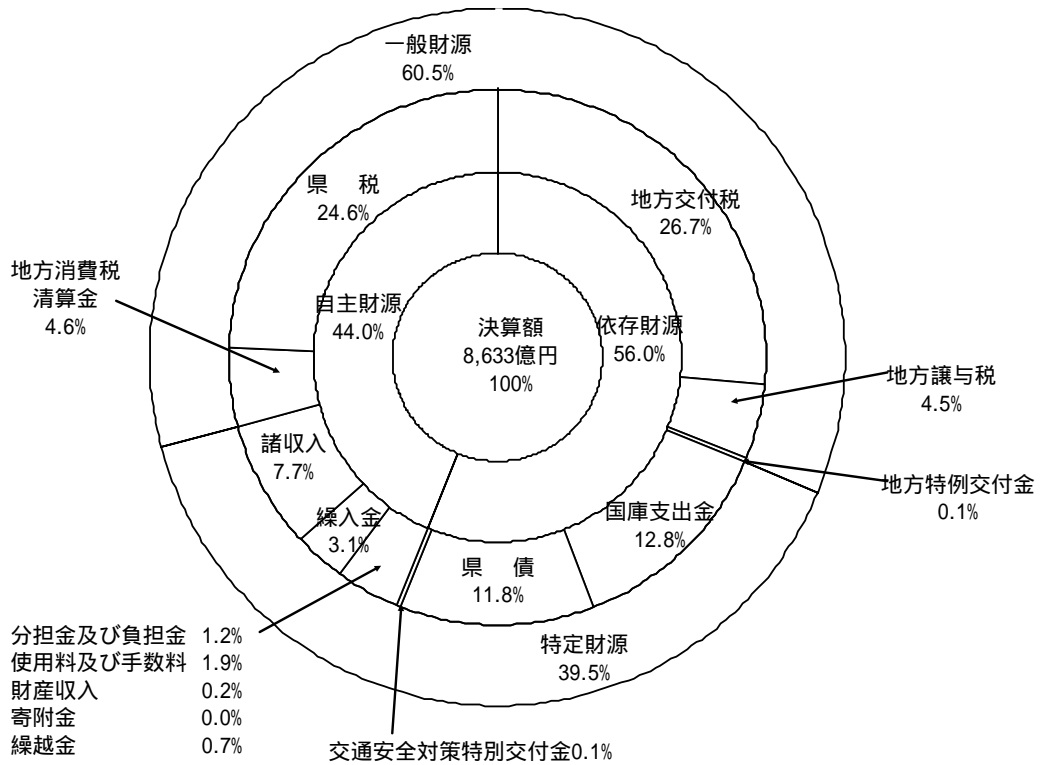 一般財源
60.5%
県　税
24.6%
地方交付税
26.7%
地方消費税
清算金
4.6%
自主財源
44.0%
決算額
8,633億円
100%
依存財源
56.0%
地方譲与税
4.5%
地方特例交付金
0.1%
諸収入
7.7%
繰入金
3.1%
国庫支出金
12.8%
県　債
11.8%
特定財源
39.5%
分担金及び負担金 1.2%
使用料及び手数料 1.9%
財産収入 0.2%
寄附金 0.0%
繰越金 0.7%
交通安全対策特別交付金0.1%